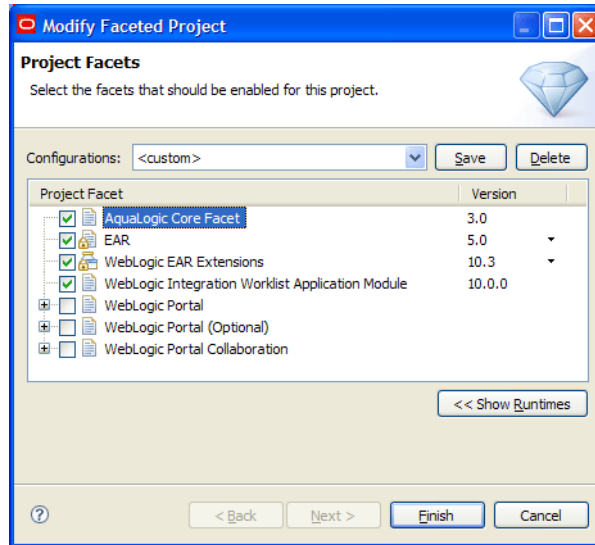 Modify Faceted Project
Project Facets
Select the facets that should be enabled for this project.
Configurations: <custom> Save Delete
Project Facet Version
AquaLogic Core Facet 3.0
EAR 5.0
WebLogic EAR Extensions 10.3
WebLogic Integration Worklist Application Module 10.0.0
WebLogic Portal
WebLogic Portal (Optional)
WebLogic Portal Collaboration
<< Show Runtimes
? < Back Next > Finish Cancel